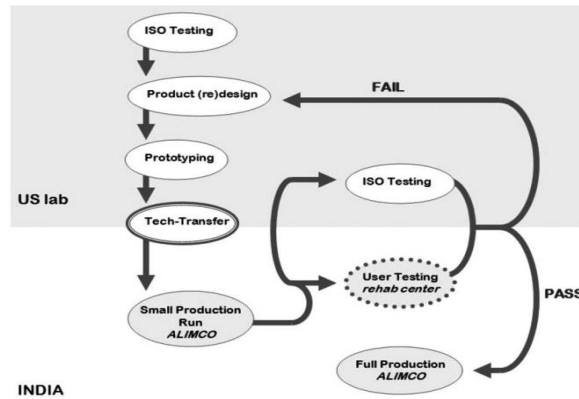 ISO Testing
Product (re)design
FAIL
Prototyping
ISO Testing
US lab
Tech-Transfer
User Testing
rehab center
PASS
Small Production
Run
ALIMCO
Full Production
ALIMCO
INDIA